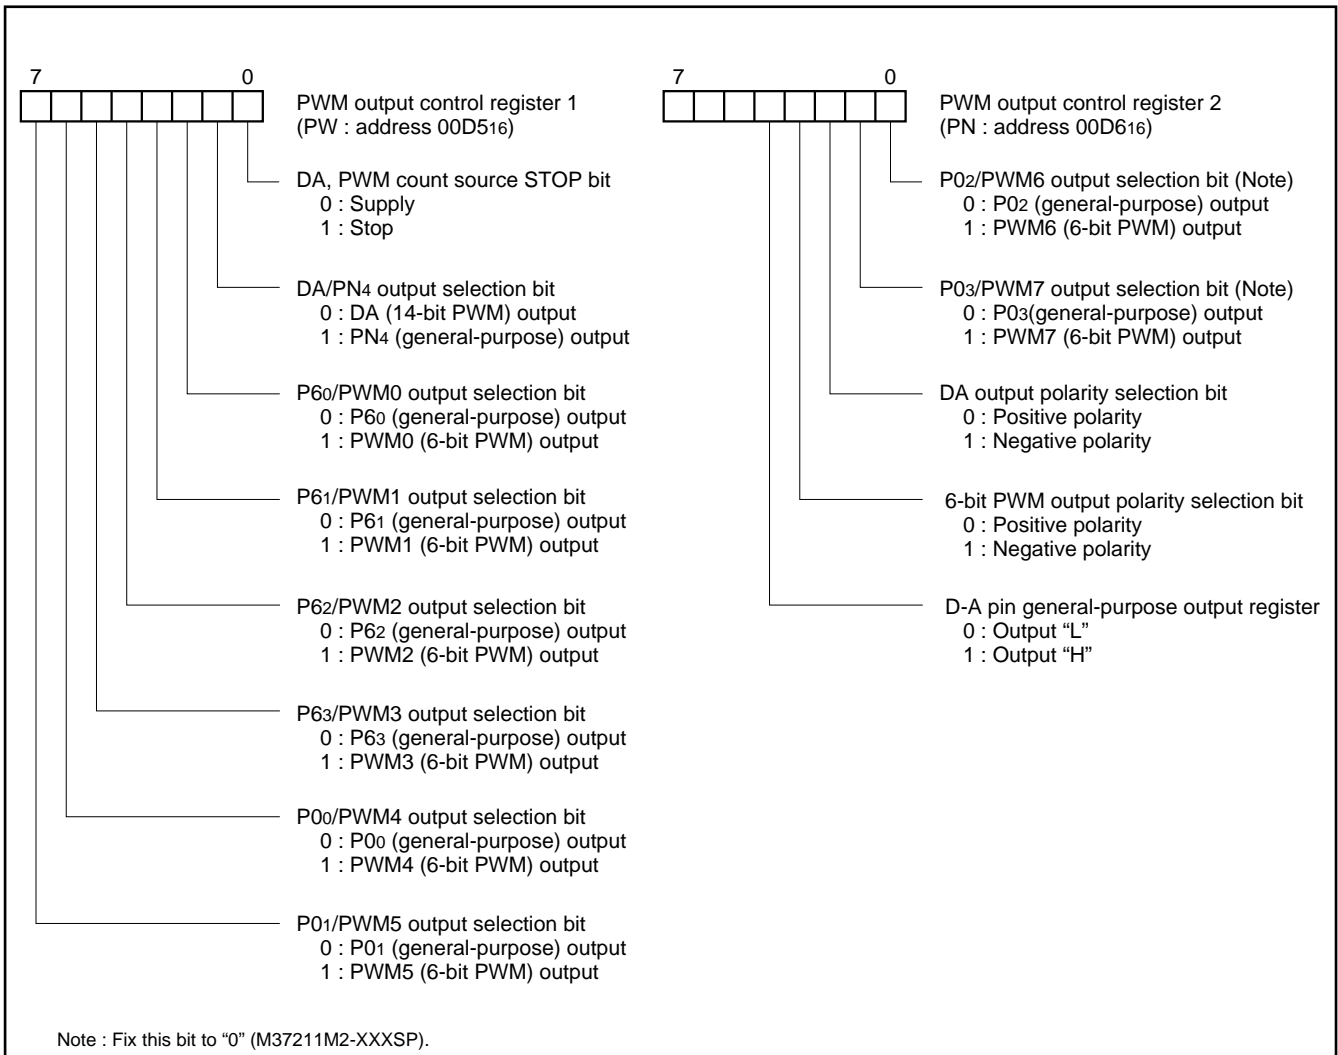 7 0
PWM output control register 1
(PW : address 00D516)
DA, PWM count source STOP bit
0 : Supply
1 : Stop
DA/PN4 output selection bit
0 : DA (14-bit PWM) output
1 : PN4 (general-purpose) output
P60/PWM0 output selection bit
0 : P60 (general-purpose) output
1 : PWM0 (6-bit PWM) output
P61/PWM1 output selection bit
0 : P61 (general-purpose) output
1 : PWM1 (6-bit PWM) output
P62/PWM2 output selection bit
0 : P62 (general-purpose) output
1 : PWM2 (6-bit PWM) output
P63/PWM3 output selection bit
0 : P63 (general-purpose) output
1 : PWM3 (6-bit PWM) output
P00/PWM4 output selection bit
0 : P00 (general-purpose) output
1 : PWM4 (6-bit PWM) output
P01/PWM5 output selection bit
0 : P01 (general-purpose) output
1 : PWM5 (6-bit PWM) output
7 0
PWM output control register 2
(PN : address 00D616)
P02/PWM6 output selection bit (Note)
0 : P02 (general-purpose) output
1 : PWM6 (6-bit PWM) output
P03/PWM7 output selection bit (Note)
0 : P03(general-purpose) output
1 : PWM7 (6-bit PWM) output
DA output polarity selection bit
0 : Positive polarity
1 : Negative polarity
6-bit PWM output polarity selection bit
0 : Positive polarity
1 : Negative polarity
D-A pin general-purpose output register
0 : Output “L”
1 : Output “H”
Note : Fix this bit to “0” (M37211M2-XXXSP).